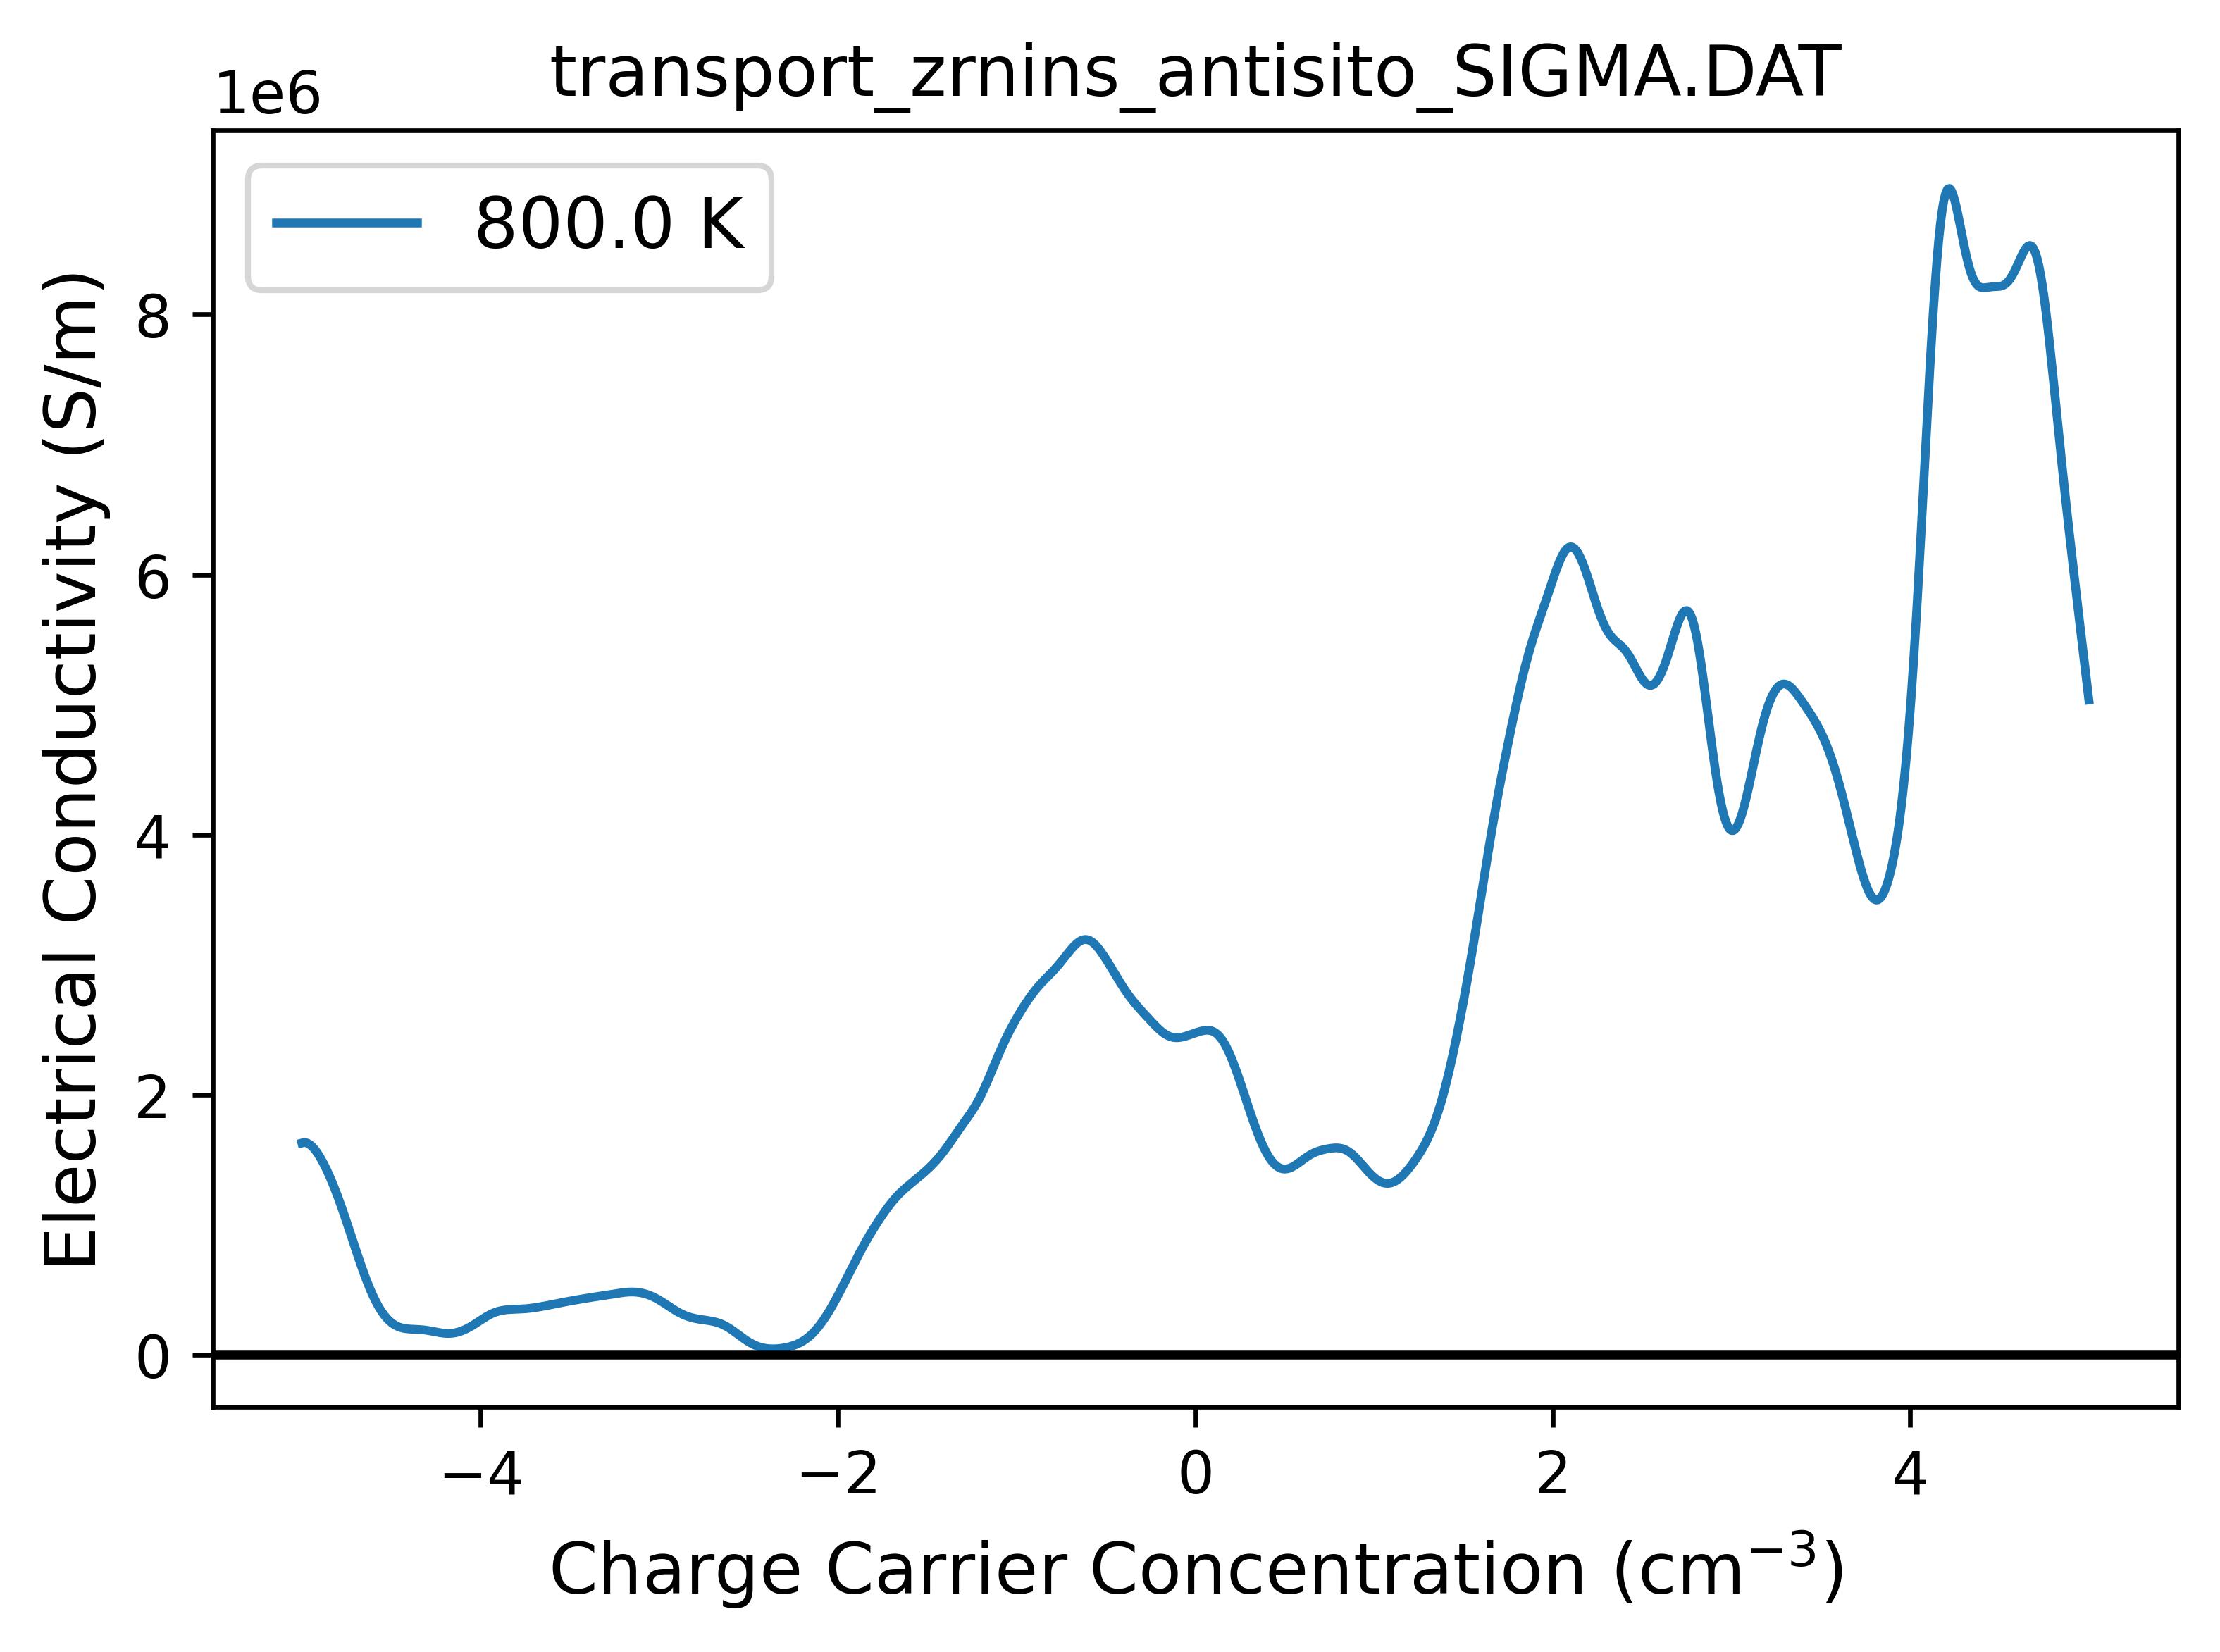 transport_zrnins_antisito_SIGMA.DAT
1e6
800.0 K
Electrical Conductivity (S/m)
8
6
4
2
0
−4 −2 0 2 4
Charge Carrier Concentration (cm⁻³)